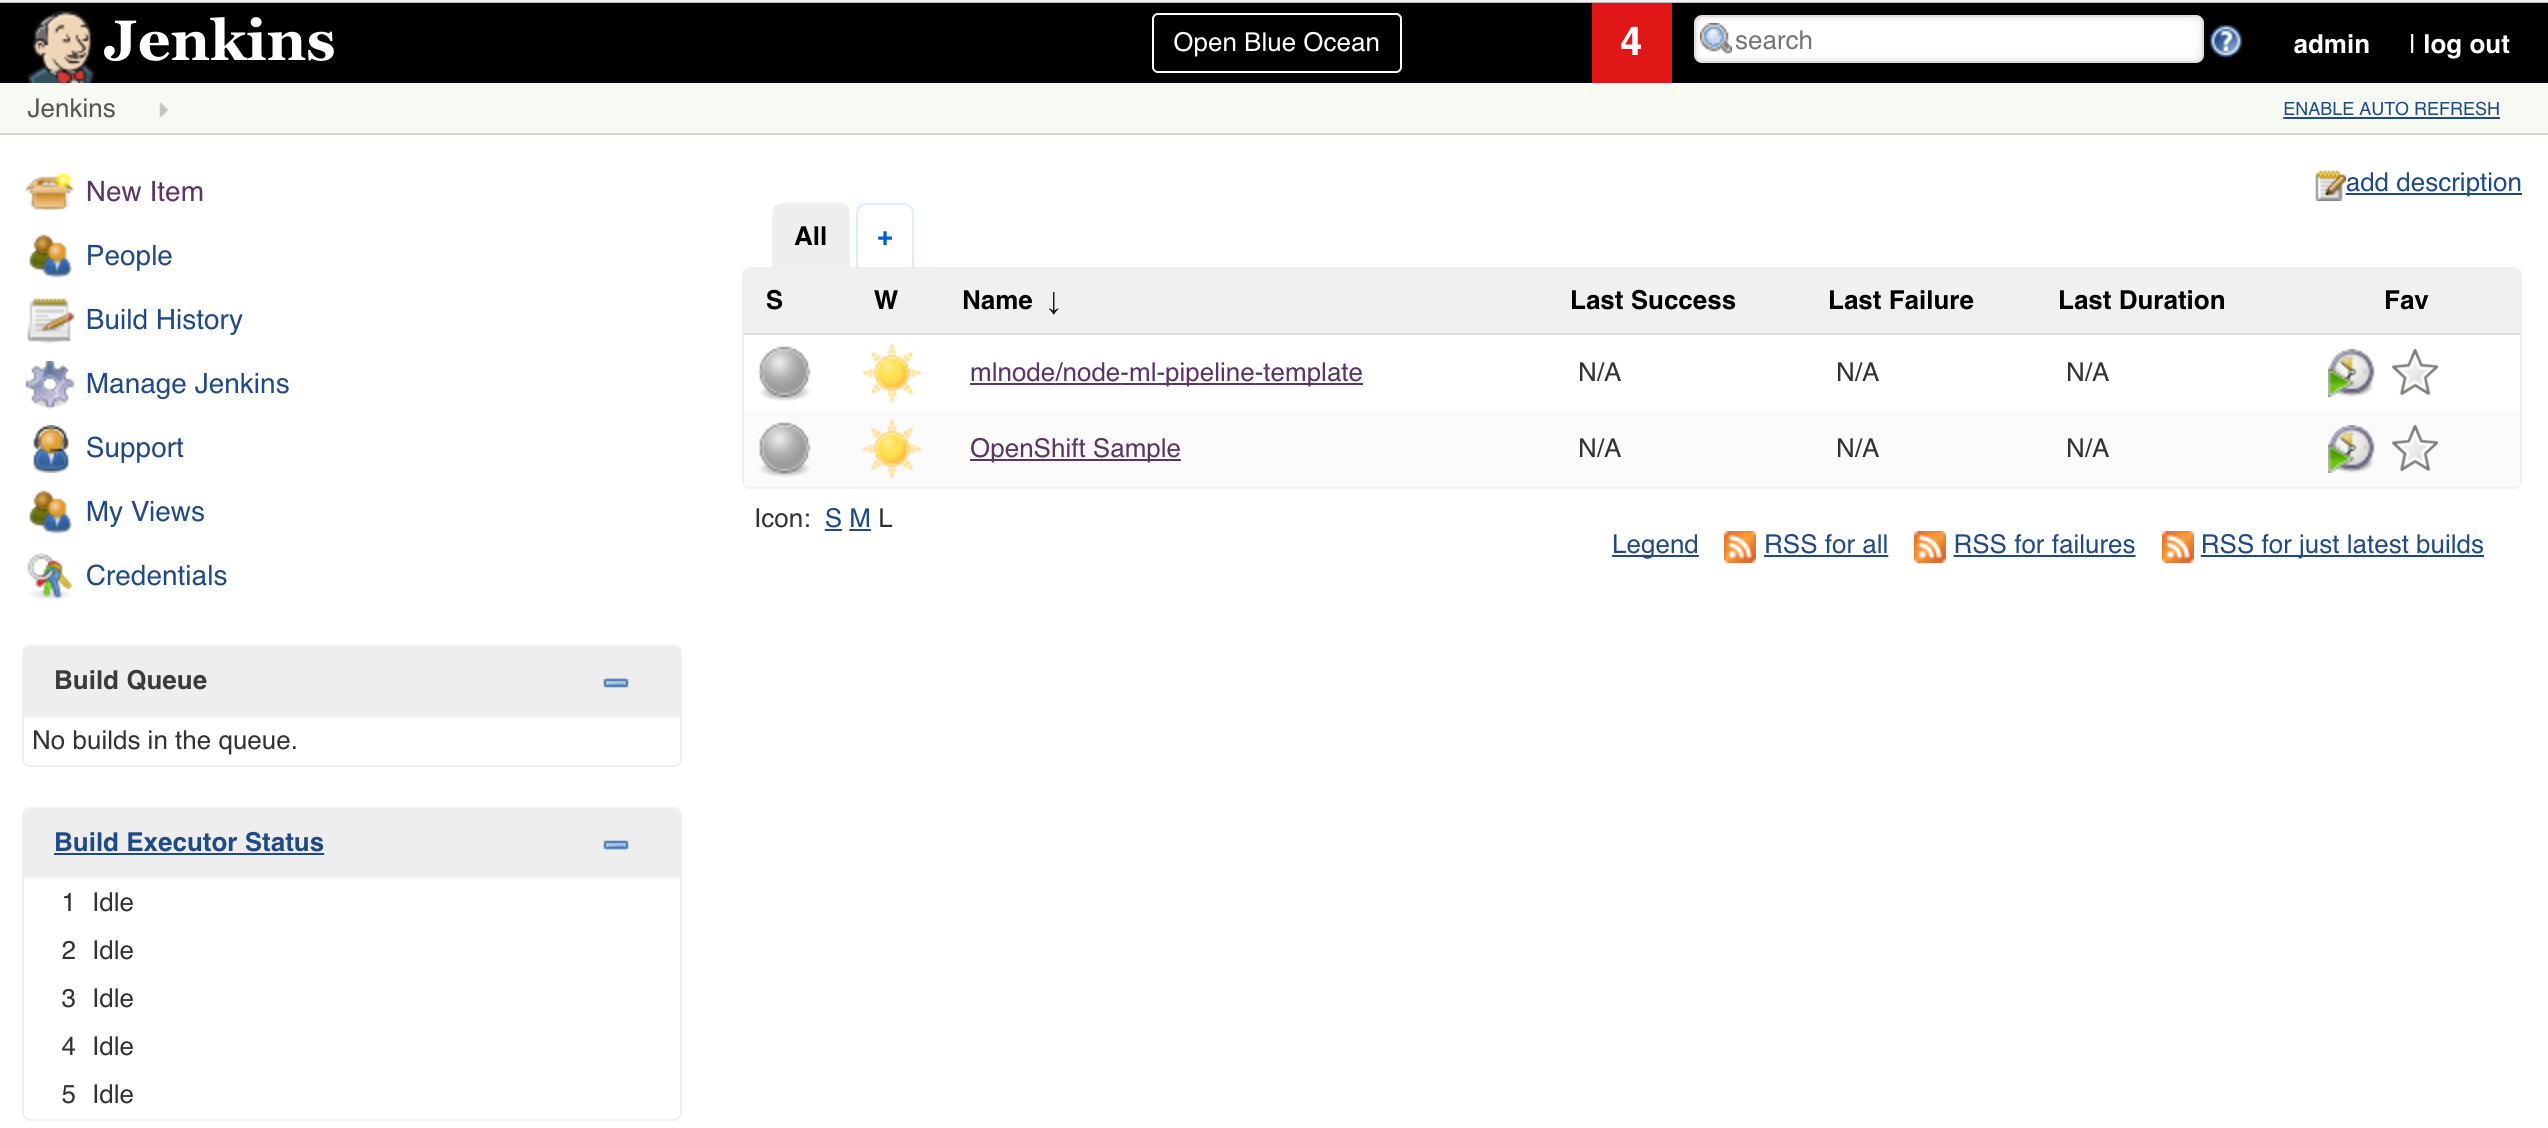 Jenkins
Open Blue Ocean
4
search
?
admin
| log out
Jenkins
ENABLE AUTO REFRESH
New Item
People
Build History
Manage Jenkins
Support
My Views
Credentials
Build Queue
No builds in the queue.
Build Executor Status
1 Idle
2 Idle
3 Idle
4 Idle
5 Idle
add description
All +
S W Name ↓ Last Success Last Failure Last Duration Fav
mlnode/node-ml-pipeline-template N/A N/A N/A
OpenShift Sample N/A N/A N/A
Icon: S M L
Legend RSS for all RSS for failures RSS for just latest builds